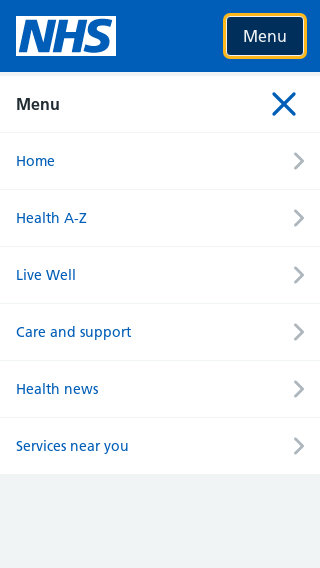 NHS
Menu
Menu
Home
Health A-Z
Live Well
Care and support
Health news
Services near you